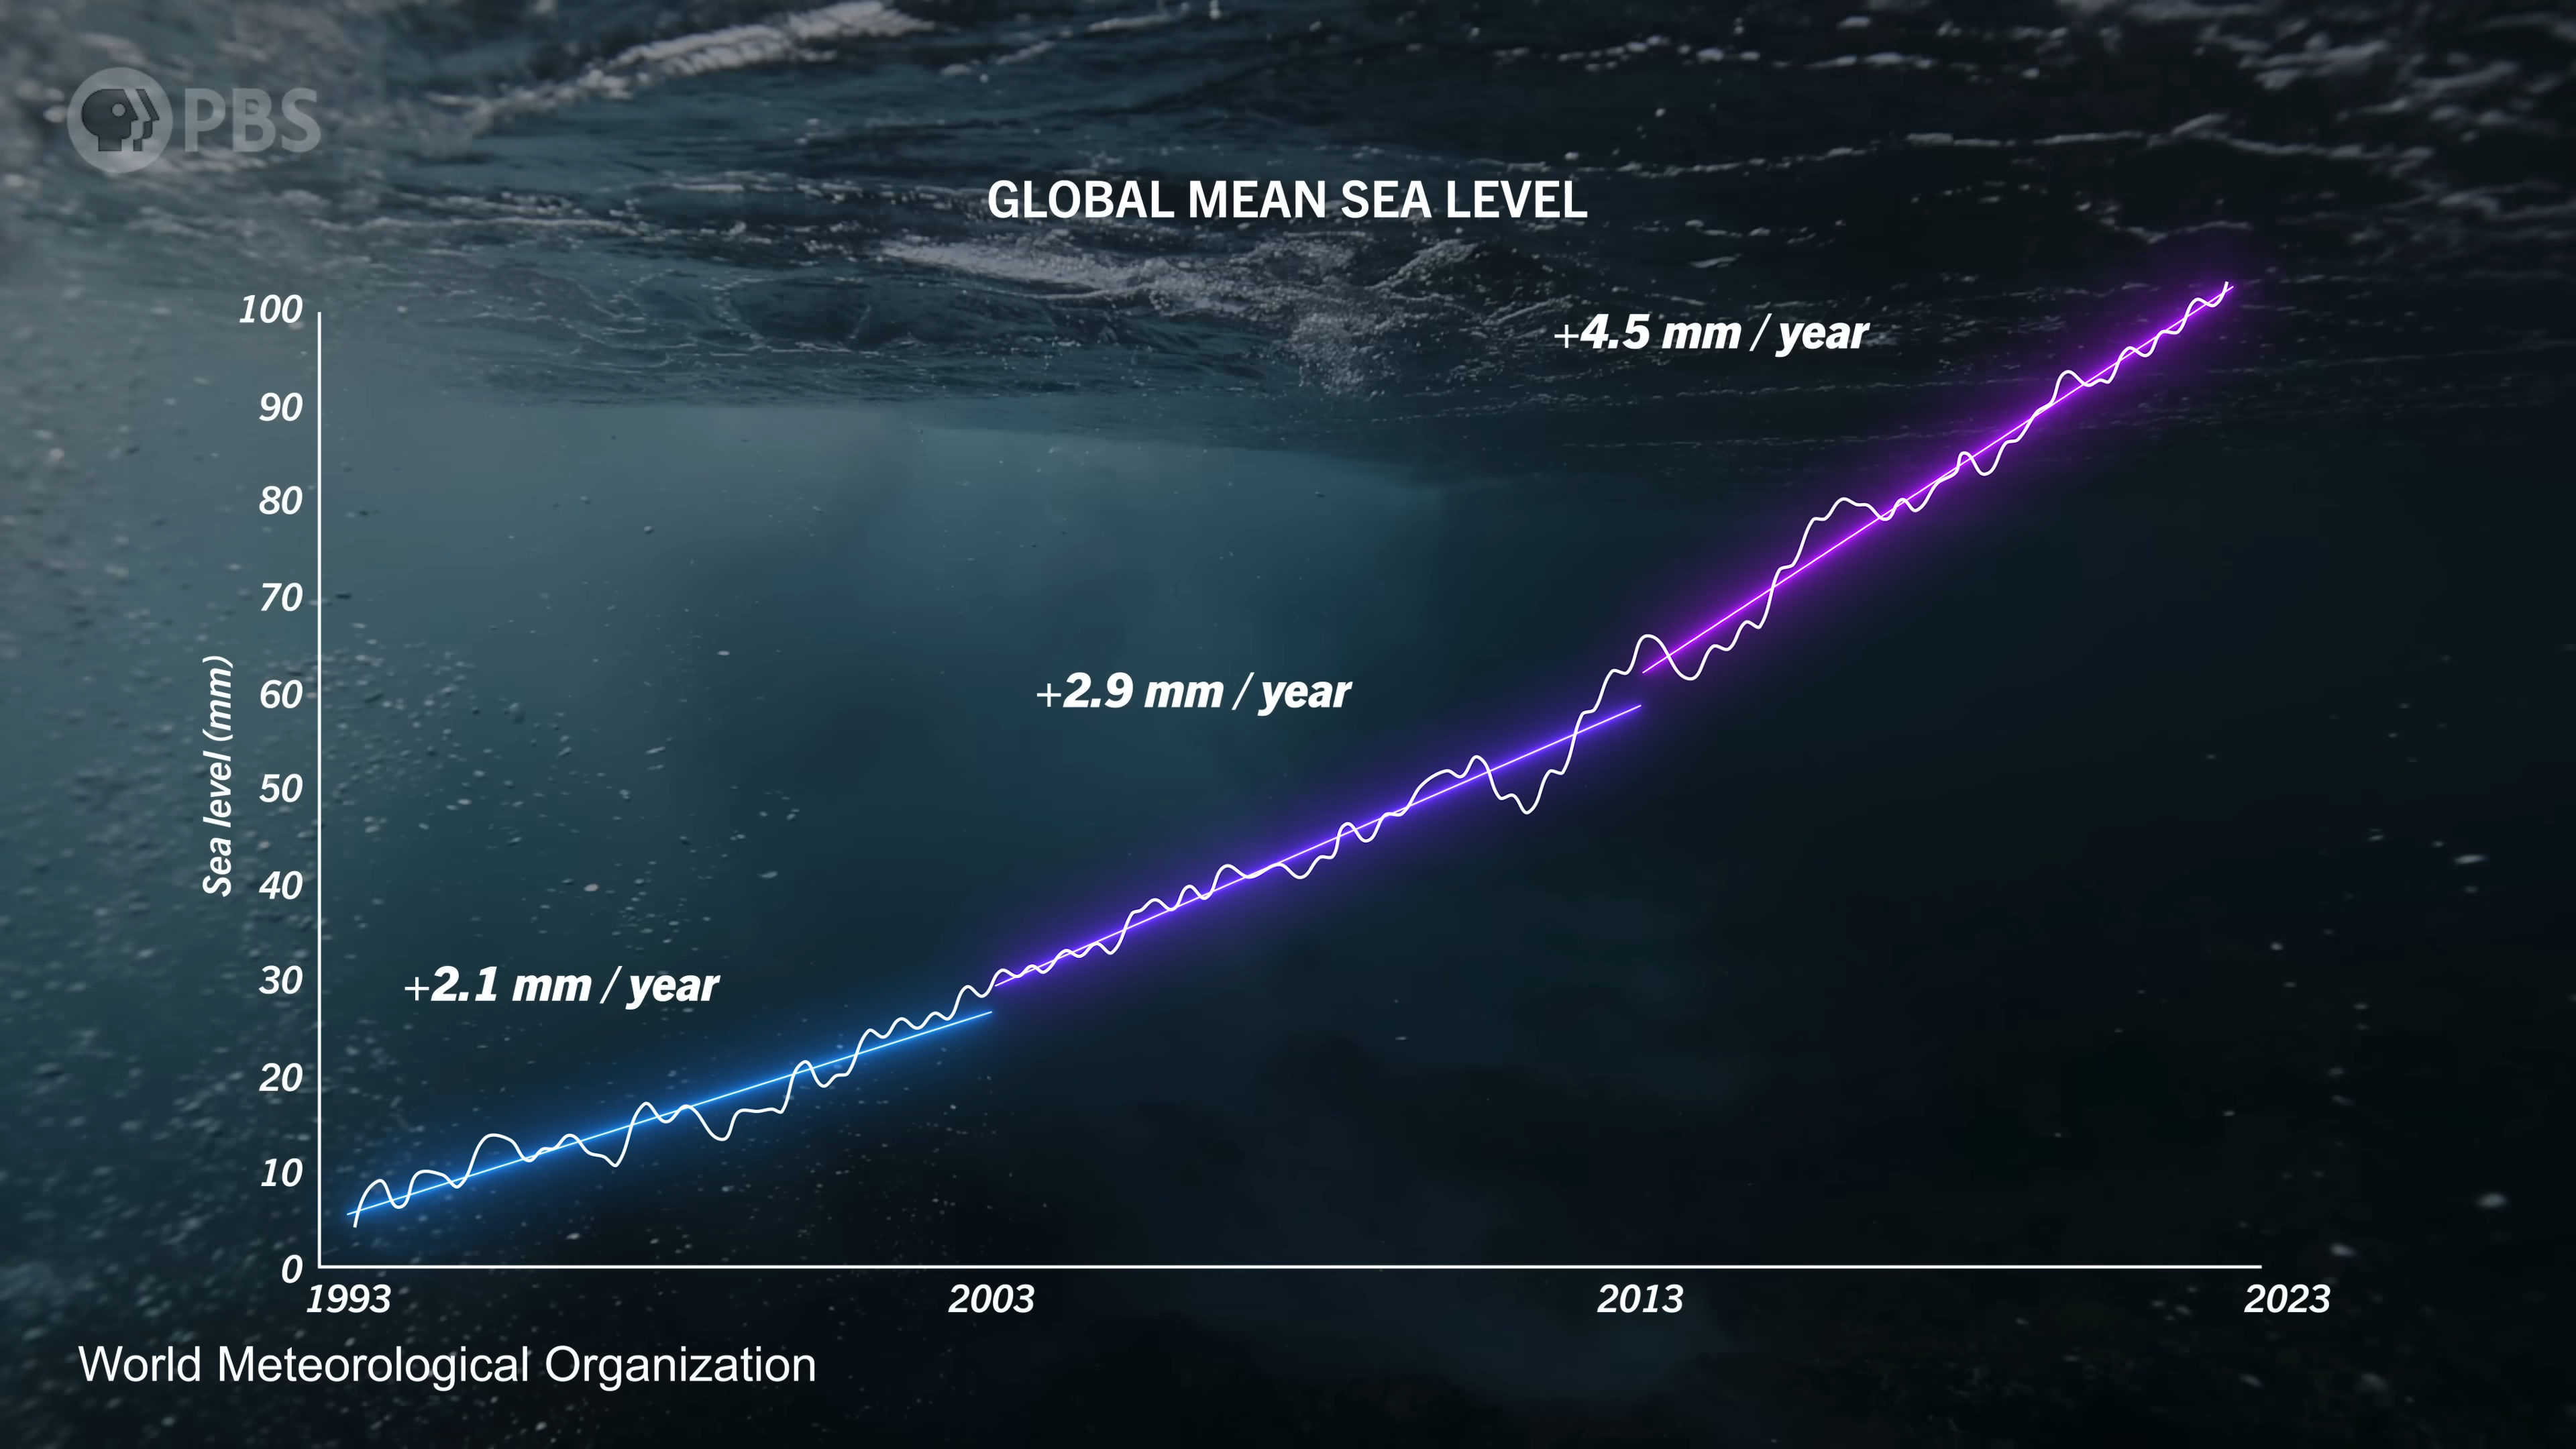 PBS
GLOBAL MEAN SEA LEVEL
100
90
80
70
60
50
40
30
20
10
0
Sea level (mm)
+4.5 mm / year
+2.9 mm / year
+2.1 mm / year
1993 2003 2013 2023
World Meteorological Organization